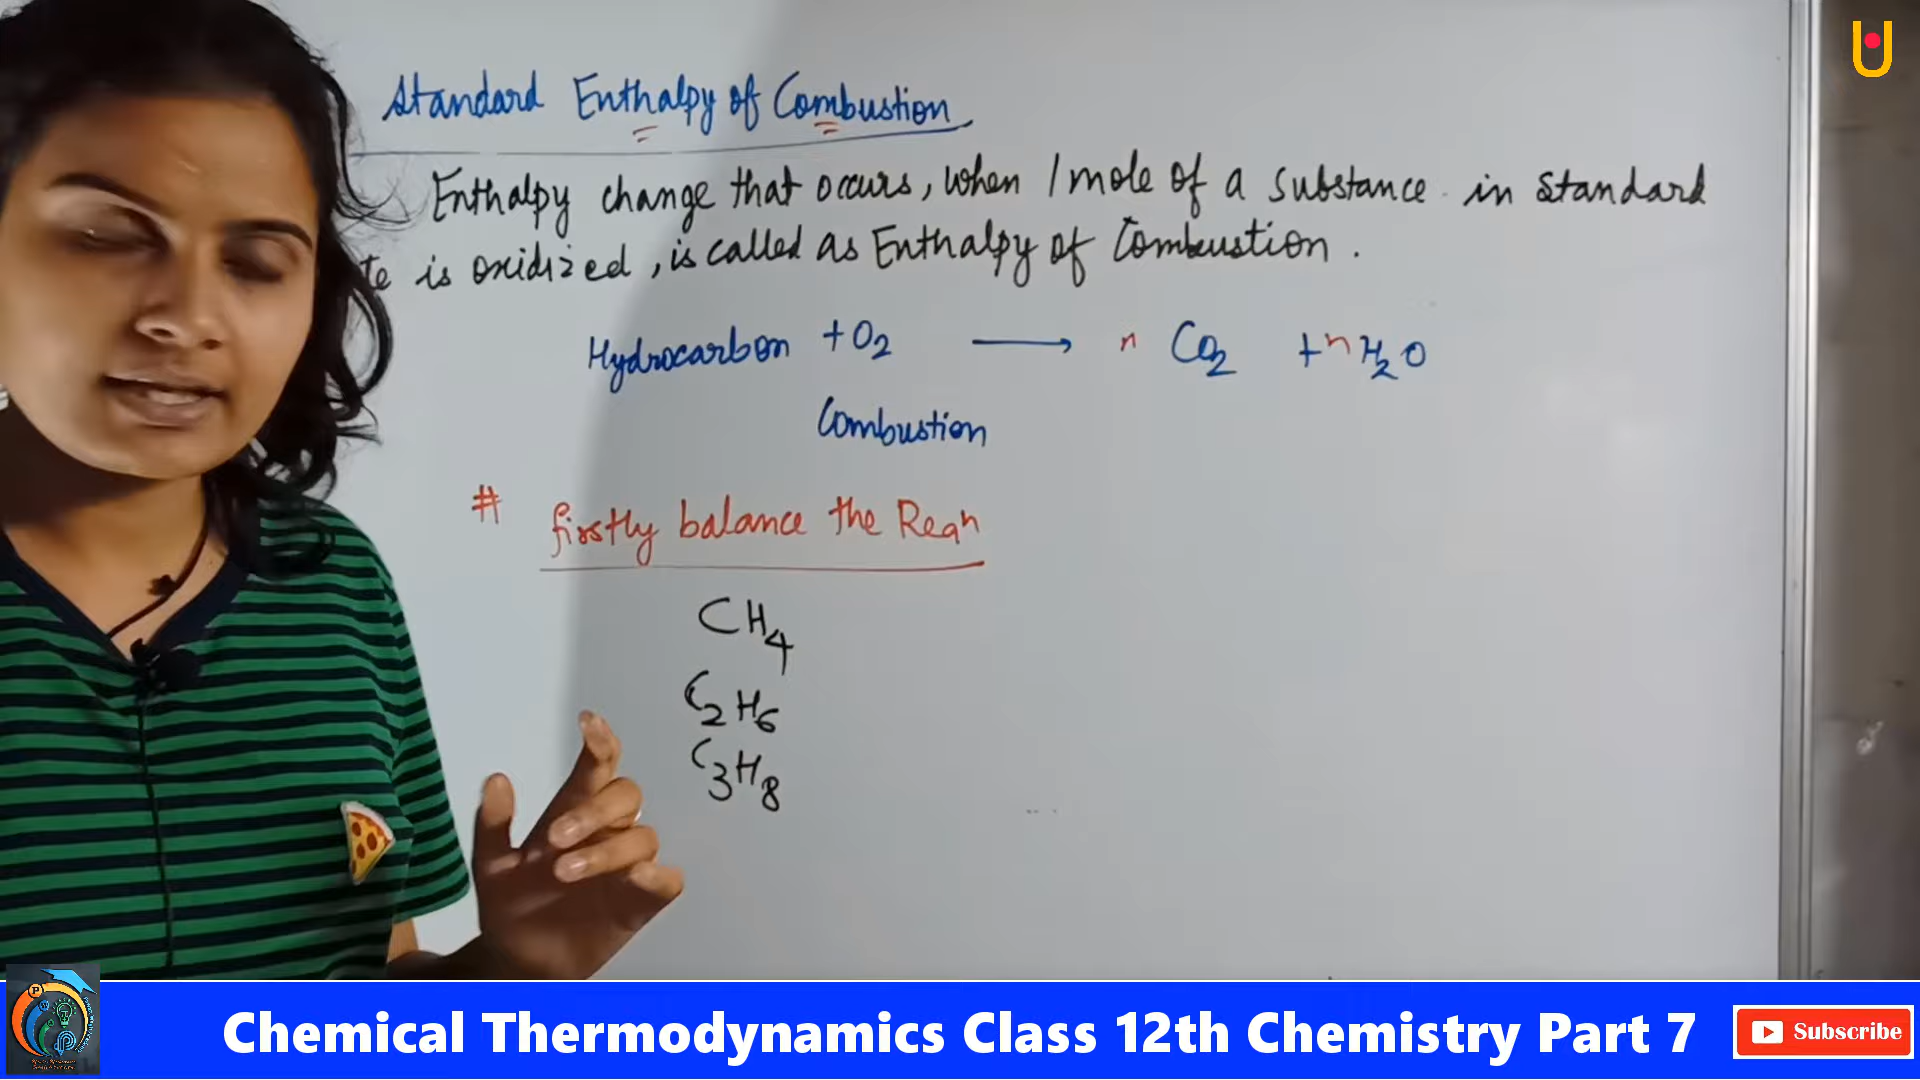 Standard Enthalpy of Combustion
Enthalpy change that occurs, when 1 mole of a substance in standard
te is oxidized, is called as Enthalpy of Combustion.
Hydrocarbon + O2 ⟶ n CO2 + n H2O
Combustion
# firstly balance the Reaⁿ
CH4
C2H6
C3H8
Chemical Thermodynamics Class 12th Chemistry Part 7
Subscribe